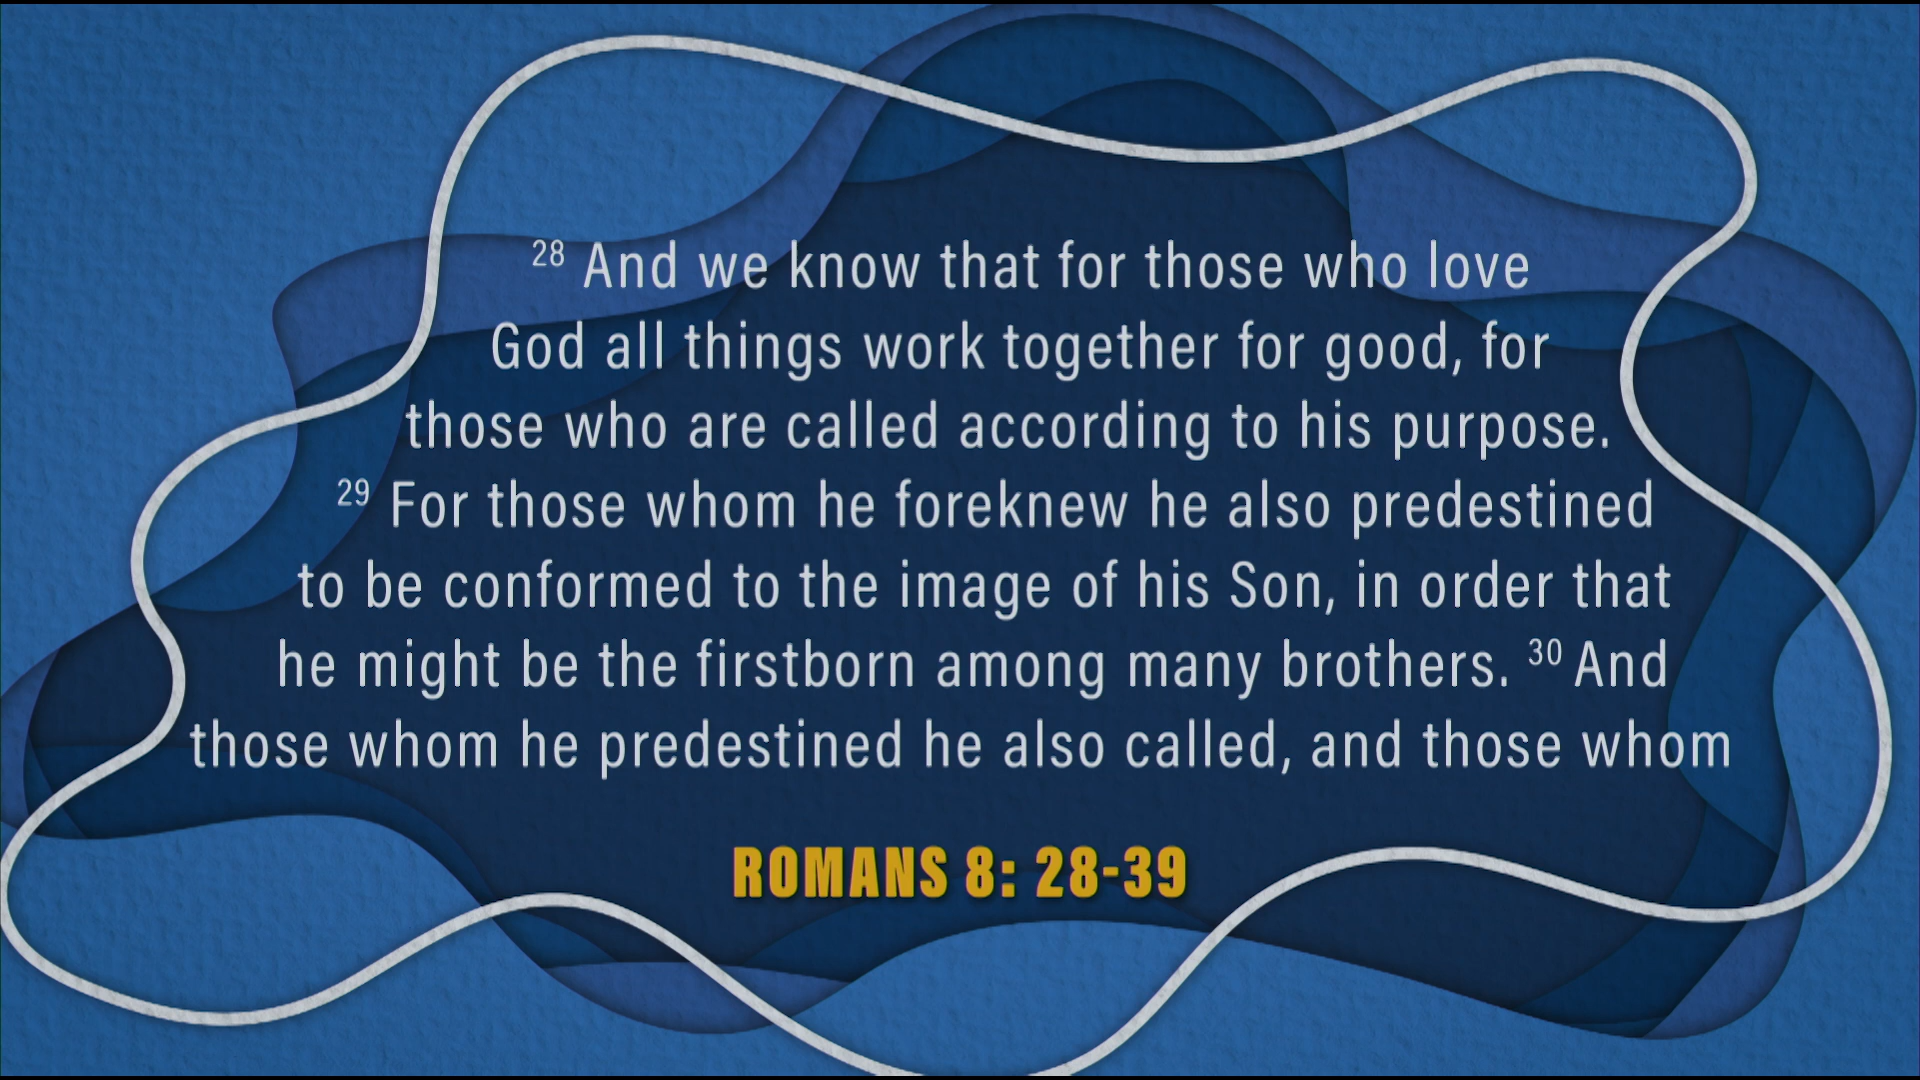 28 And we know that for those who love
God all things work together for good, for
those who are called according to his purpose.
29 For those whom he foreknew he also predestined
to be conformed to the image of his Son, in order that
he might be the firstborn among many brothers. 30 And
those whom he predestined he also called, and those whom
ROMANS 8: 28-39